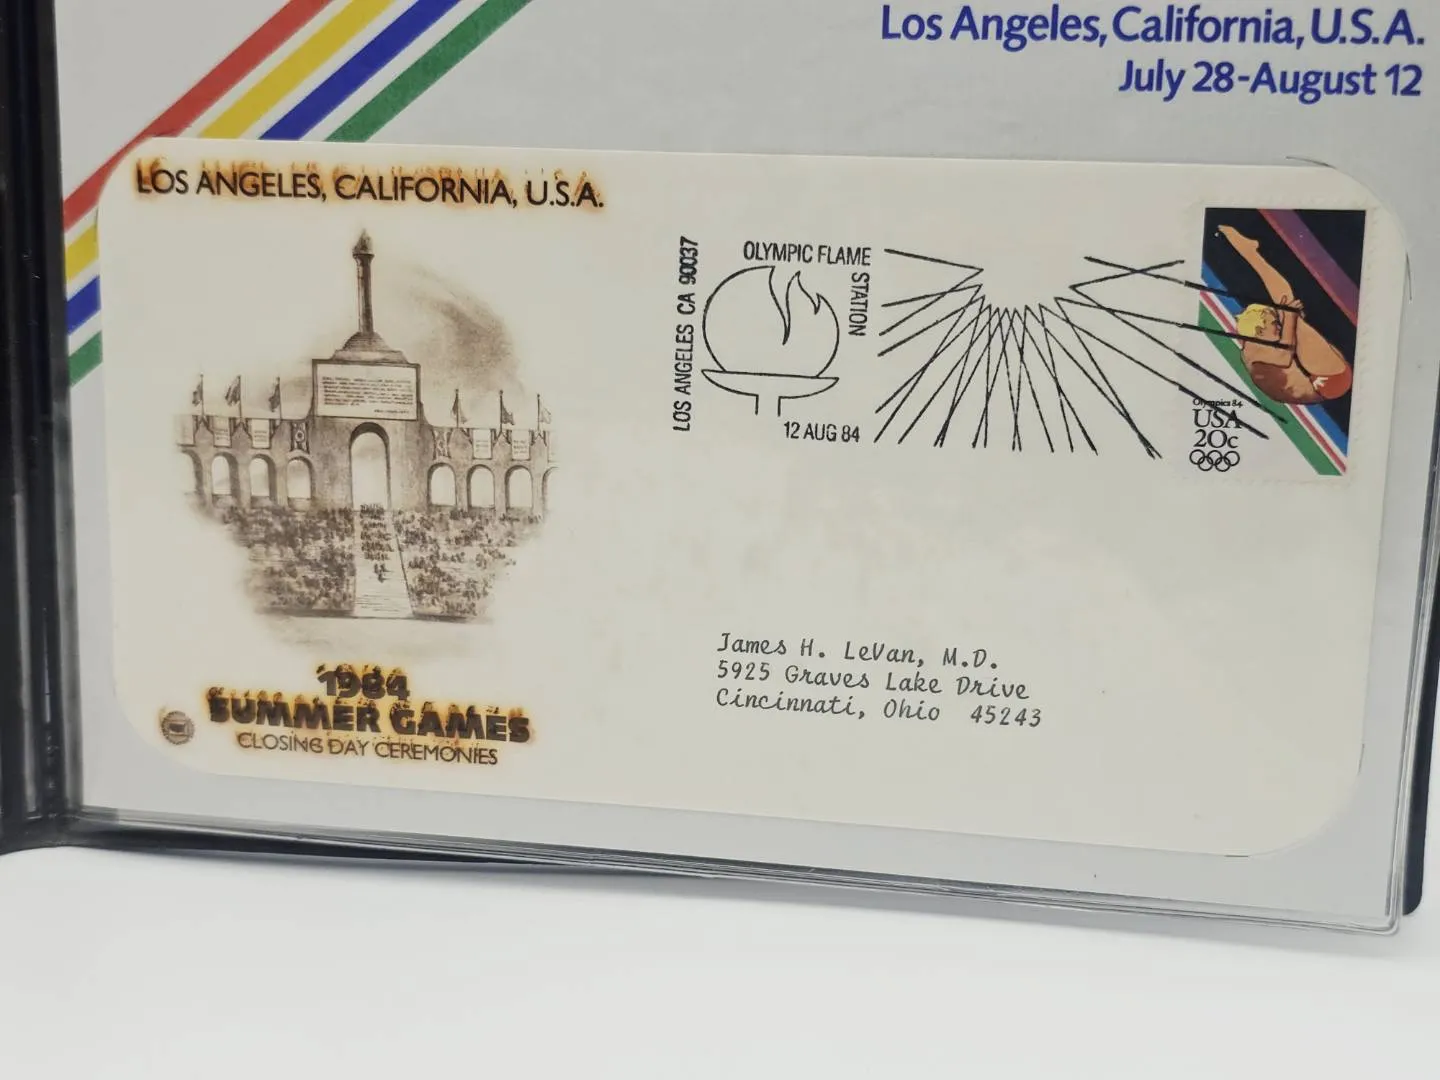 Los Angeles, California, U.S.A.
July 28-August 12
LOS ANGELES, CALIFORNIA, U.S.A.
LOS ANGELES CA 90037
OLYMPIC FLAME
STATION
12 AUG 84
Olympics 84
USA
20c
James H. LeVan, M.D.
5925 Graves Lake Drive
Cincinnati, Ohio 45243
1984
SUMMER GAMES
CLOSING DAY CEREMONIES